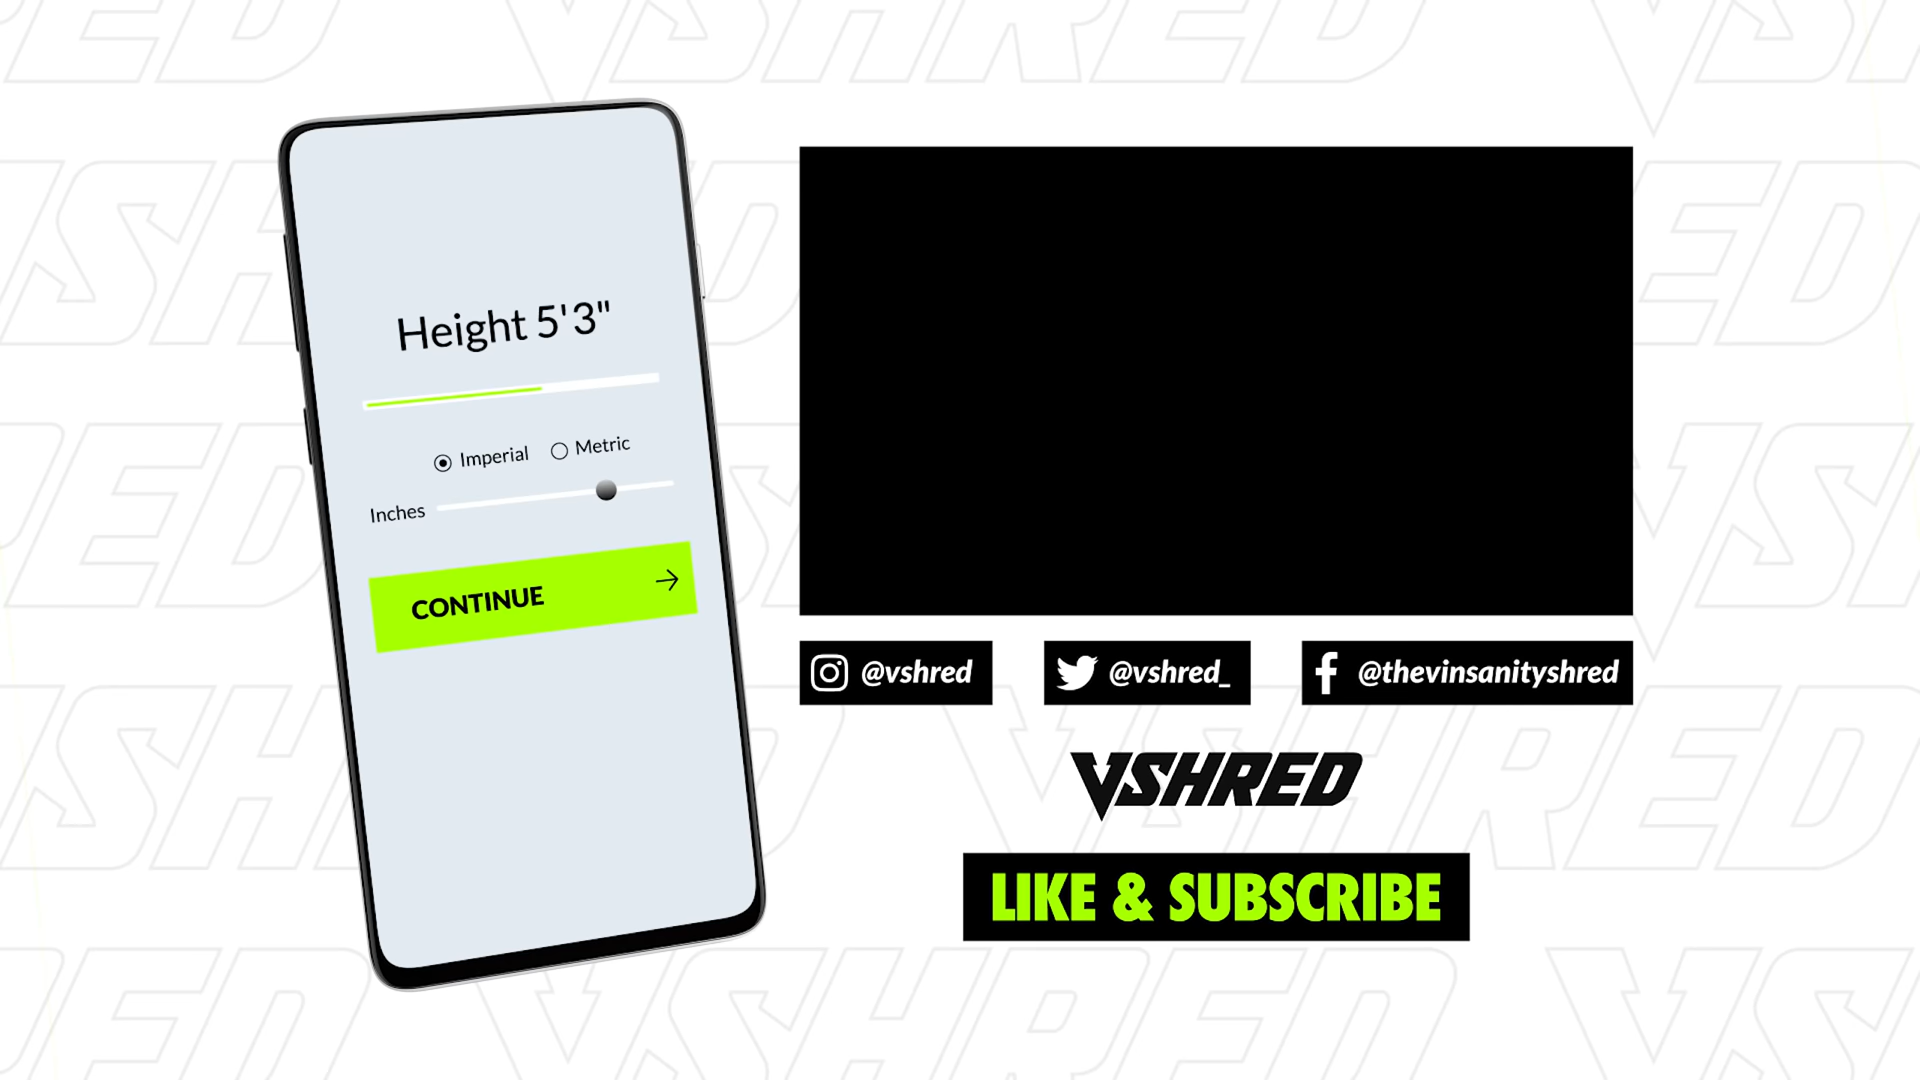 Height 5'3"
Imperial Metric
Inches
CONTINUE
@vshred @vshred_ @thevinsanityshred
VSHRED
LIKE & SUBSCRIBE